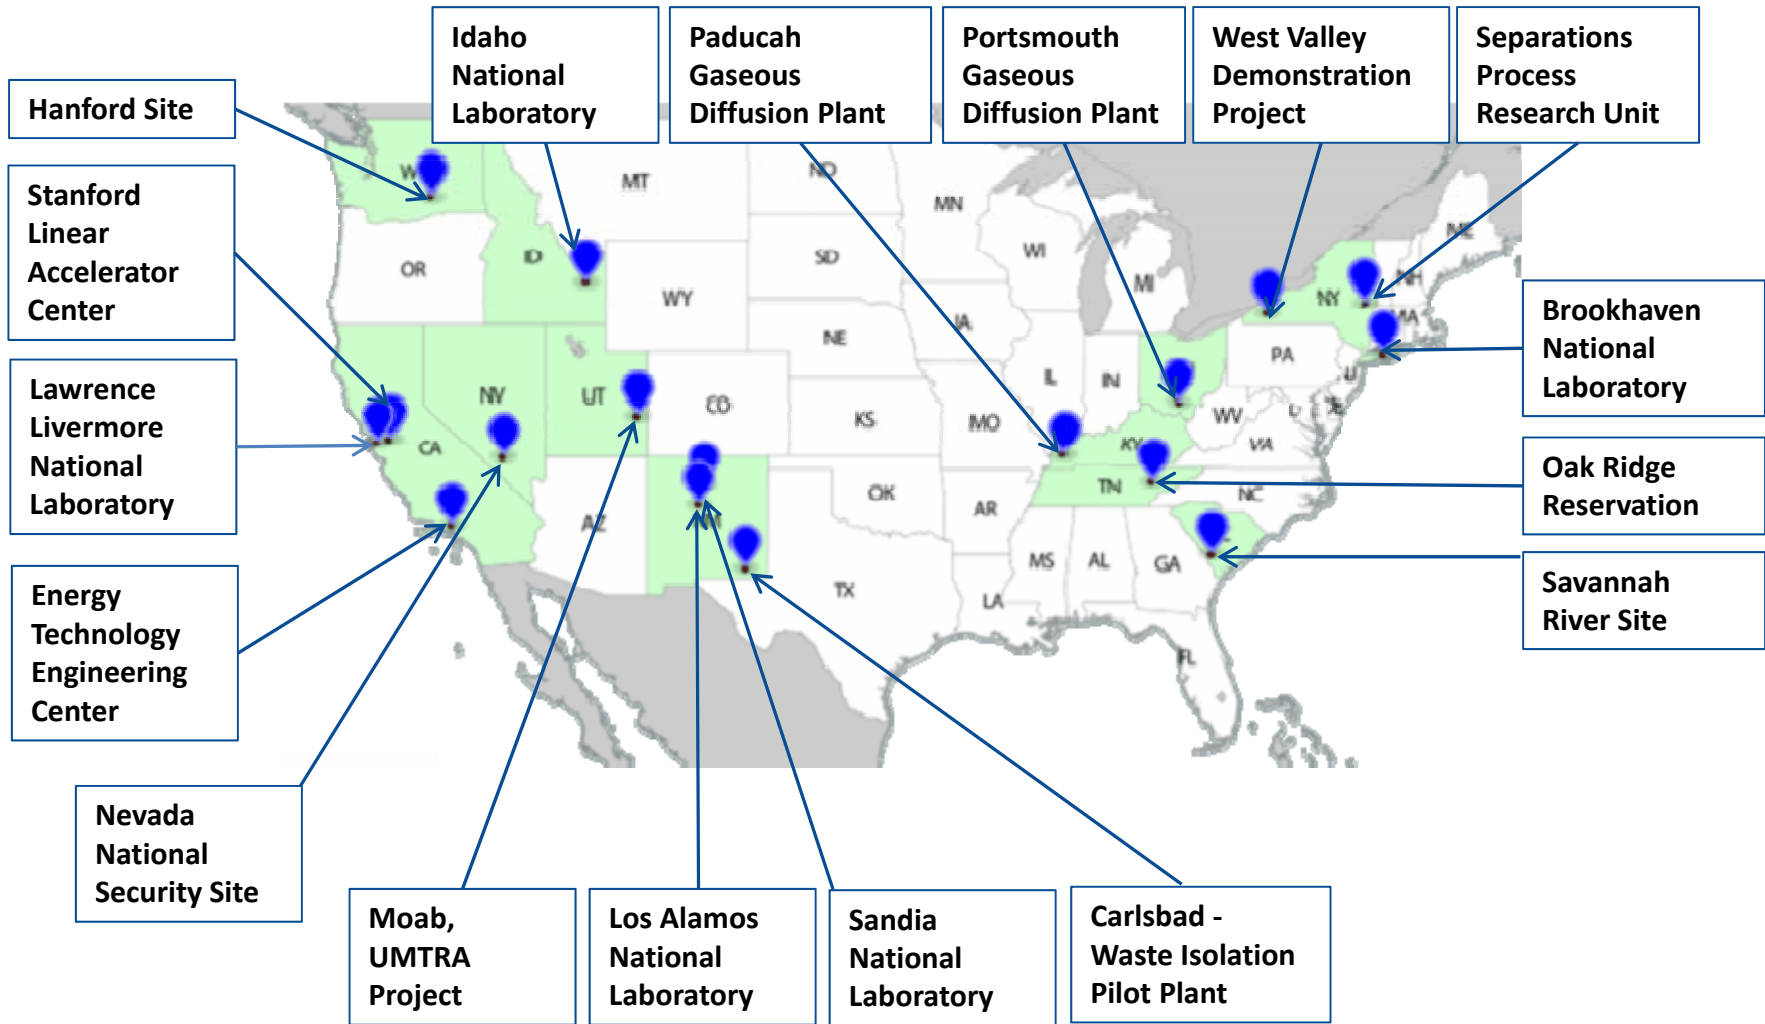 Idaho
National
Laboratory
Paducah
Gaseous
Diffusion Plant
Portsmouth
Gaseous
Diffusion Plant
West Valley
Demonstration
Project
Separations
Process
Research Unit
Hanford Site
Stanford
Linear
Accelerator
Center
Lawrence
Livermore
National
Laboratory
Energy
Technology
Engineering
Center
Nevada
National
Security Site
Moab,
UMTRA
Project
Los Alamos
National
Laboratory
Sandia
National
Laboratory
Carlsbad -
Waste Isolation
Pilot Plant
Brookhaven
National
Laboratory
Oak Ridge
Reservation
Savannah
River Site
MT
ND
MN
OR
ID
WY
SD
WI
MI
NY
NH
ME
NE
IA
PA
NV
UT
CO
KS
MO
IL
IN
WV
VA
CA
KY
AZ
OK
AR
TN
NC
TX
LA
MS
AL
GA
FL